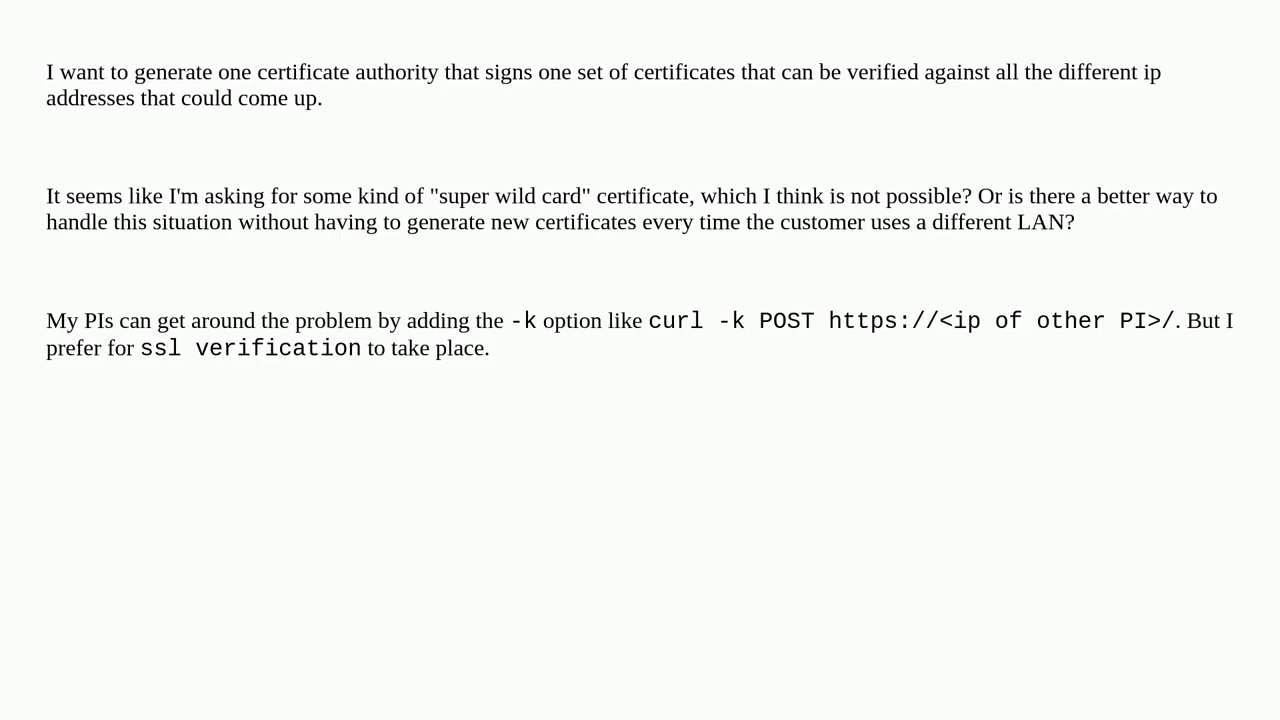 I want to generate one certificate authority that signs one set of certificates that can be verified against all the different ip
addresses that could come up.
It seems like I'm asking for some kind of "super wild card" certificate, which I think is not possible? Or is there a better way to
handle this situation without having to generate new certificates every time the customer uses a different LAN?
My PIs can get around the problem by adding the -k option like curl -k POST https://<ip of other PI>/. But I
prefer for ssl verification to take place.